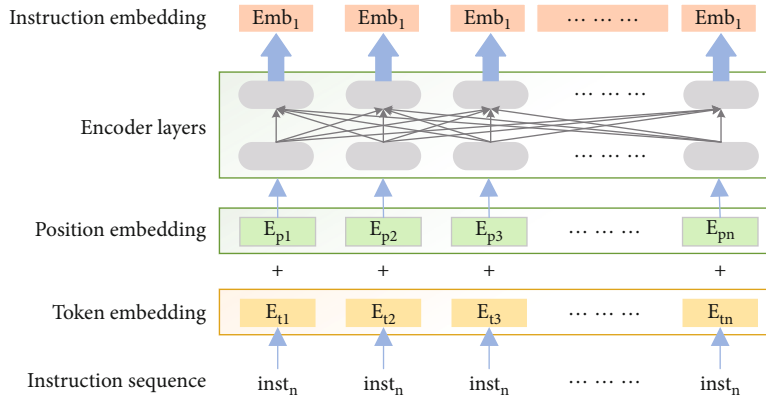 Instruction embedding Emb₁ Emb₁ Emb₁ ... ... ... Emb₁
Encoder layers
... ... ...
... ... ...
Position embedding Eₚ₁ Eₚ₂ Eₚ₃ ... ... ... Eₚₙ
+ + + +
Token embedding Eₜ₁ Eₜ₂ Eₜ₃ ... ... ... Eₜₙ
Instruction sequence instₙ instₙ instₙ ... ... ... instₙ